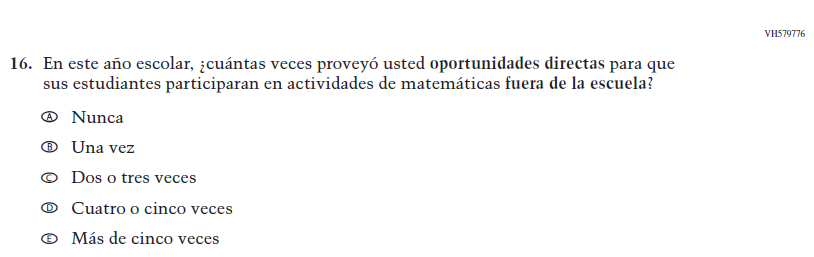 VH579776
16. En este año escolar, ¿cuántas veces proveyó usted oportunidades directas para que
sus estudiantes participaran en actividades de matemáticas fuera de la escuela?
A Nunca
B Una vez
C Dos o tres veces
D Cuatro o cinco veces
E Más de cinco veces